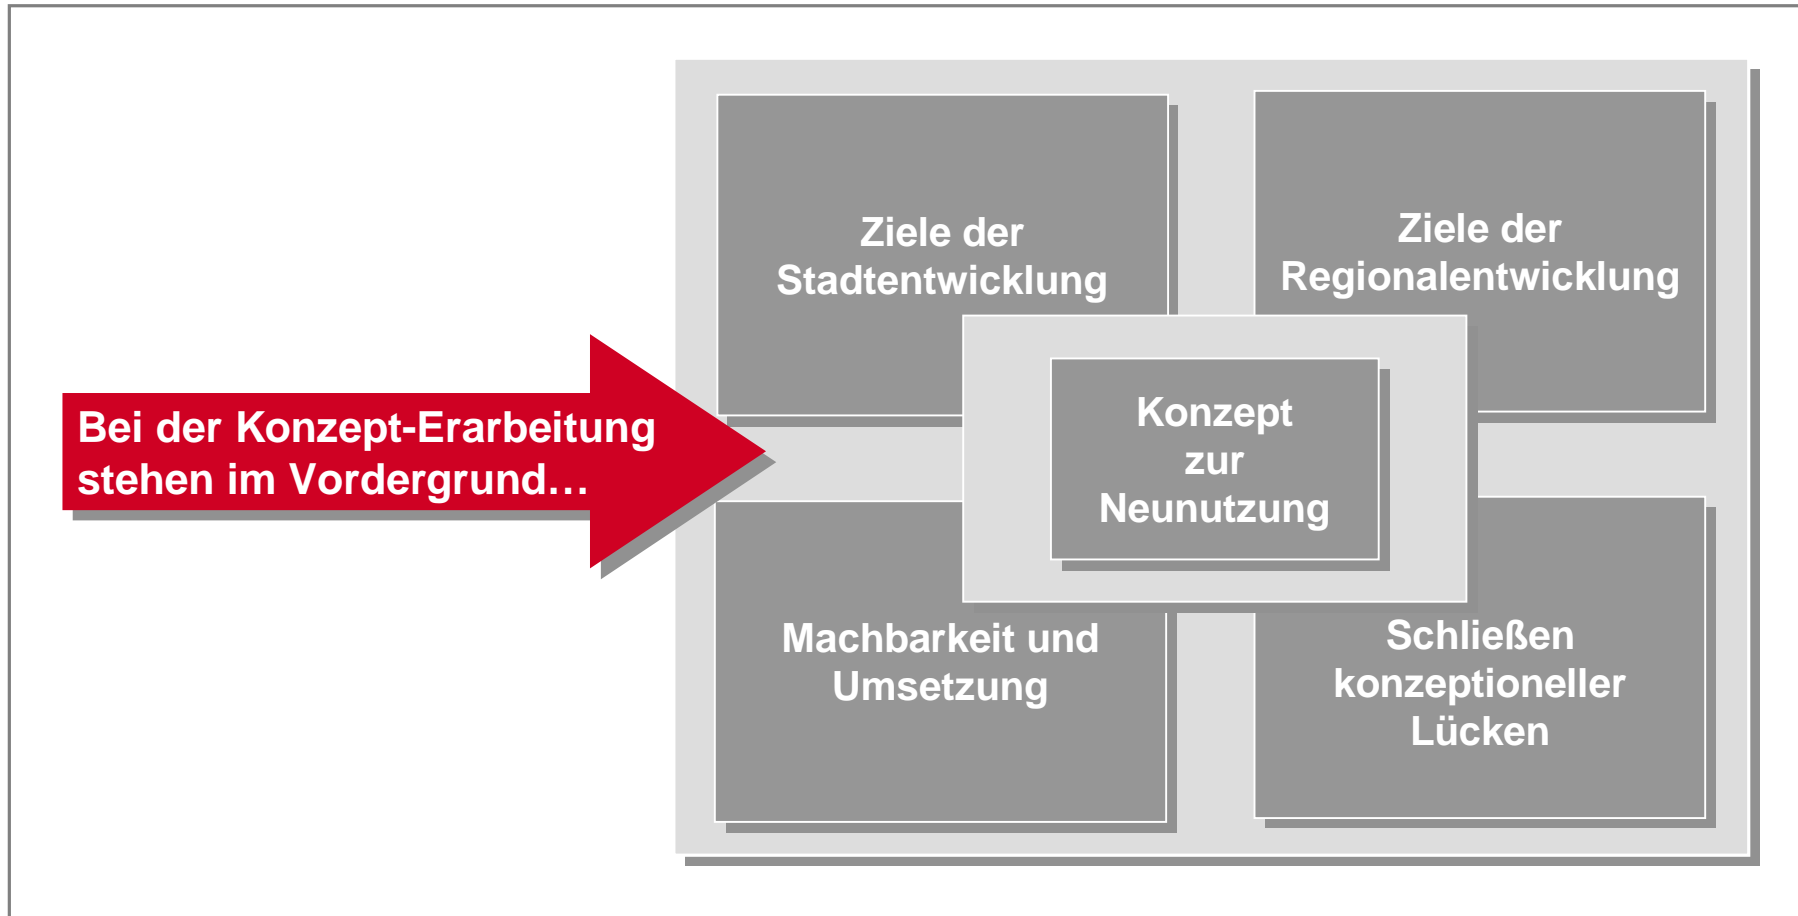 Bei der Konzept-Erarbeitung
stehen im Vordergrund…
Ziele der
Stadtentwicklung
Ziele der
Regionalentwicklung
Konzept
zur
Neunutzung
Machbarkeit und
Umsetzung
Schließen
konzeptioneller
Lücken